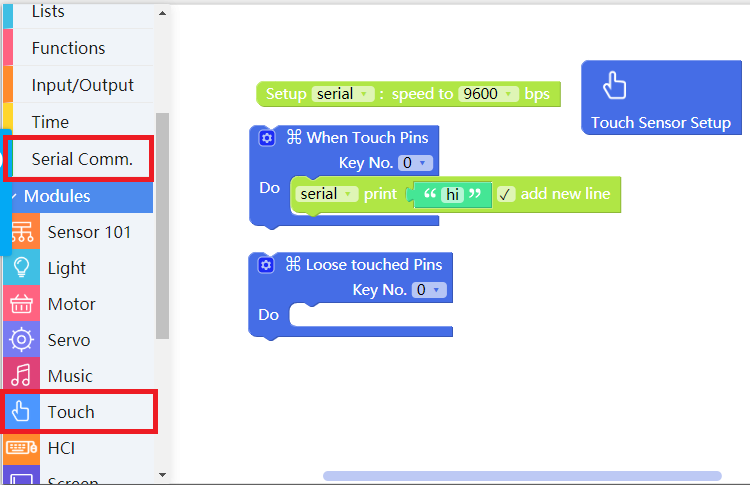 Lists
Functions
Input/Output
Time
Serial Comm.
Modules
Sensor 101
Light
Motor
Servo
Music
Touch
HCI
Screen
Setup serial : speed to 9600 bps
Touch Sensor Setup
When Touch Pins
Key No. 0
Do serial print “ hi ” ✓ add new line
Loose touched Pins
Key No. 0
Do